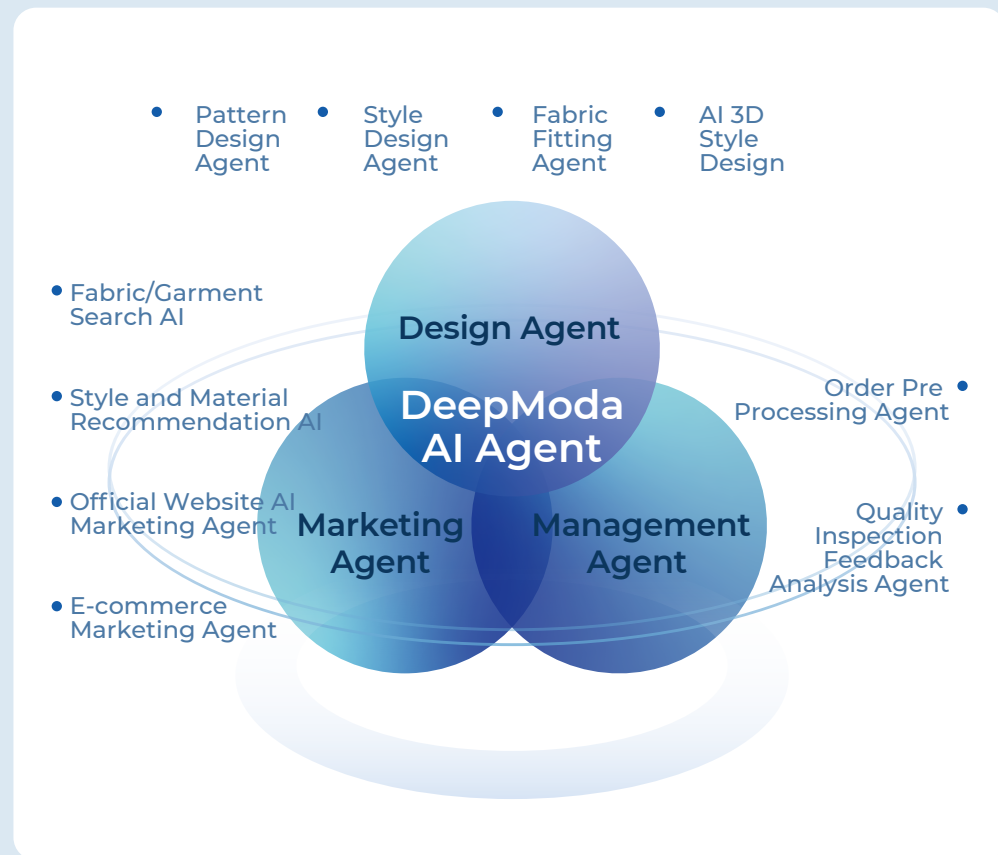 Pattern
Design
Agent
Style
Design
Agent
Fabric
Fitting
Agent
AI 3D
Style
Design
Design Agent
DeepModa
AI Agent
Marketing
Agent
Management
Agent
Fabric/Garment
Search AI
Style and Material
Recommendation AI
Official Website AI
Marketing Agent
E-commerce
Marketing Agent
Order Pre
Processing Agent
Quality
Inspection
Feedback
Analysis Agent